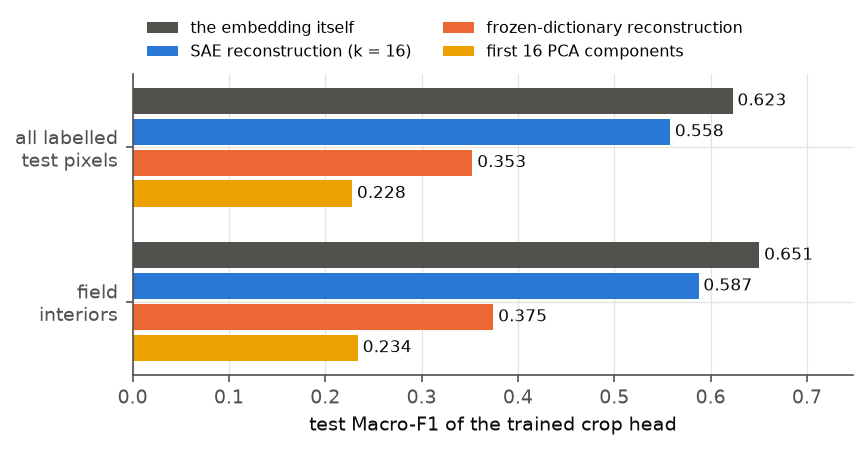 the embedding itself
SAE reconstruction (k = 16)
frozen-dictionary reconstruction
first 16 PCA components
all labelled
test pixels
0.623
0.558
0.353
0.228
field
interiors
0.651
0.587
0.375
0.234
0.0 0.1 0.2 0.3 0.4 0.5 0.6 0.7
test Macro-F1 of the trained crop head